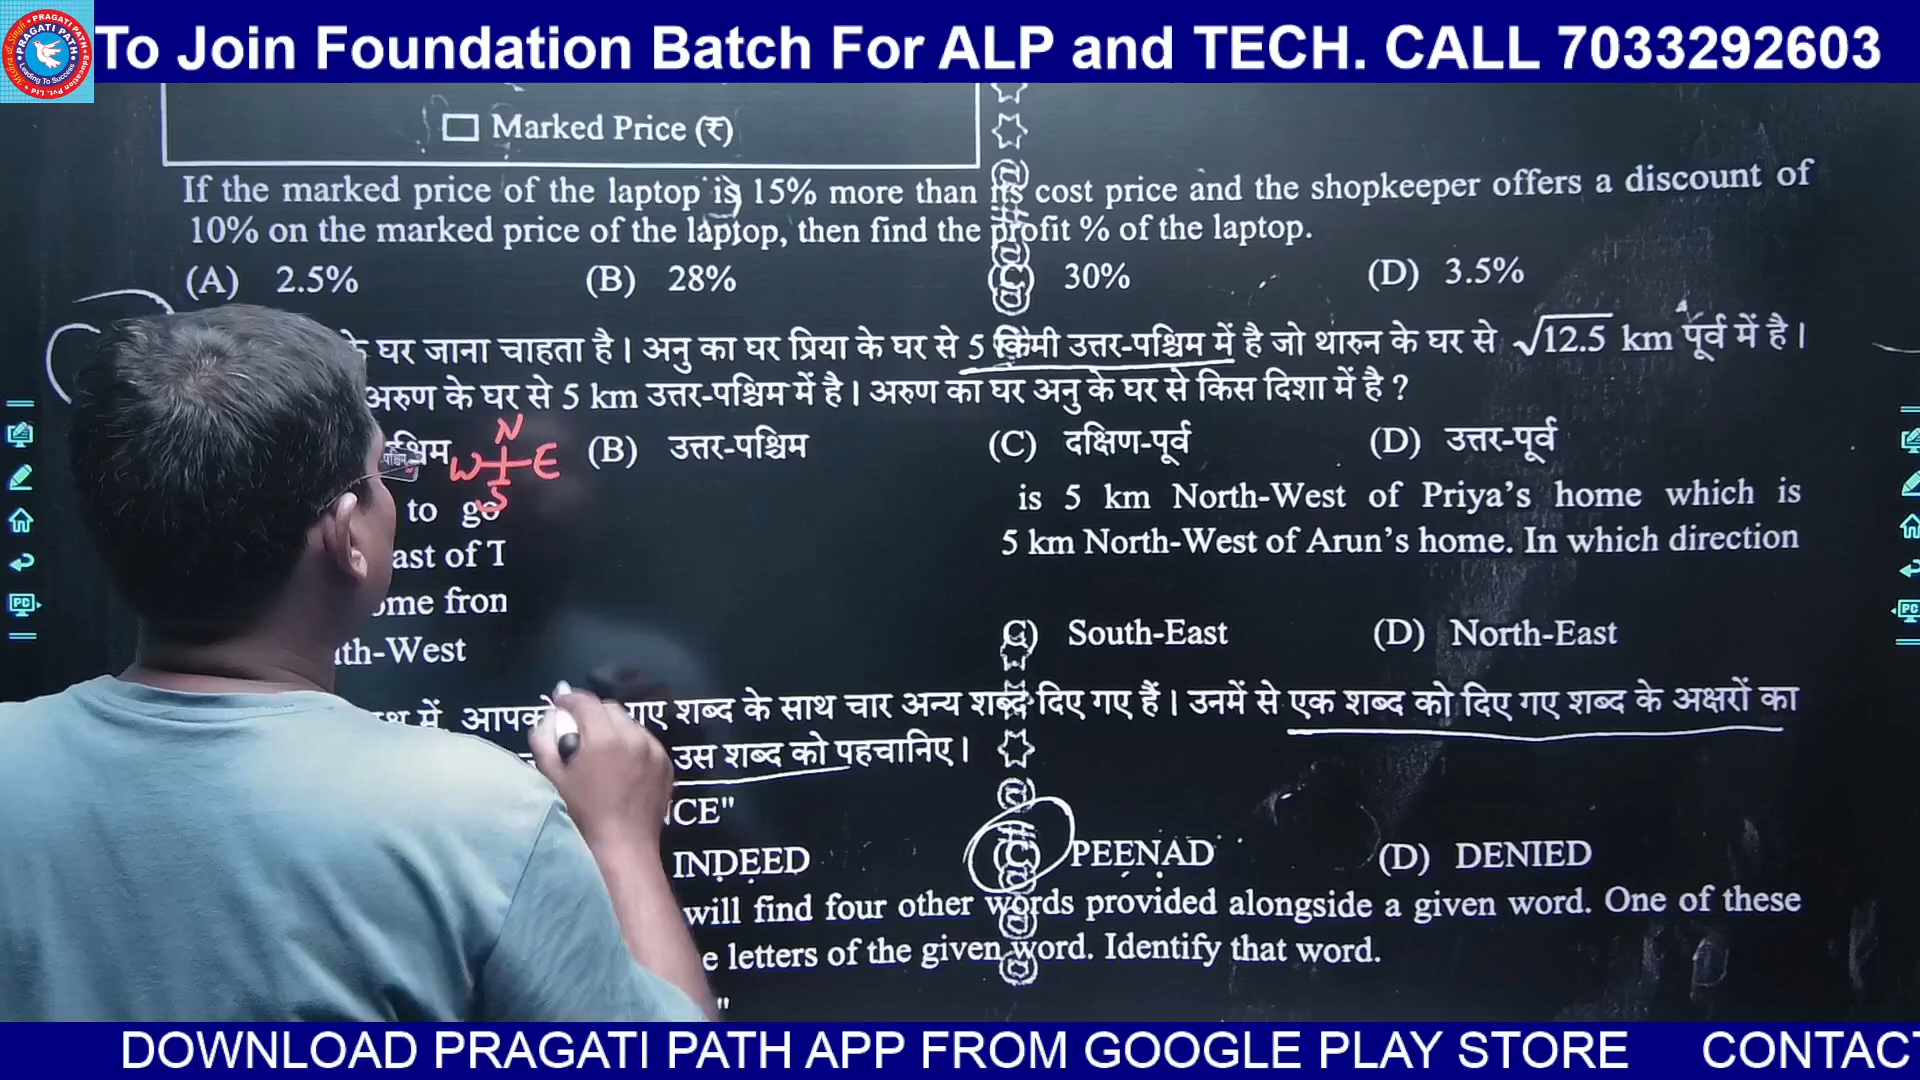 To Join Foundation Batch For ALP and TECH. CALL 7033292603
PRAGATI PATH
Leading To Success
Marked Price (₹)
If the marked price of the laptop is 15% more than its cost price and the shopkeeper offers a discount of
10% on the marked price of the laptop, then find the profit % of the laptop.
(A) 2.5% (B) 28% (C) 30% (D) 3.5%
के घर जाना चाहता है। अनु का घर प्रिया के घर से 5 किमी उत्तर-पश्चिम में है जो थारुन के घर से √12.5 km पूर्व में है।
अरुण के घर से 5 km उत्तर-पश्चिम में है। अरुण का घर अनु के घर से किस दिशा में है ?
(B) उत्तर-पश्चिम (C) दक्षिण-पूर्व (D) उत्तर-पूर्व
N
W E
S
to go is 5 km North-West of Priya's home which is
ast of T 5 km North-West of Arun's home. In which direction
ome fron
th-West C) South-East (D) North-East
में, आपको गए शब्द के साथ चार अन्य शब्द दिए गए हैं। उनमें से एक शब्द को दिए गए शब्द के अक्षरों का
उस शब्द को पहचानिए।
CE"
INDEED (C) PEENAD (D) DENIED
will find four other words provided alongside a given word. One of these
e letters of the given word. Identify that word.
"
DOWNLOAD PRAGATI PATH APP FROM GOOGLE PLAY STORE CONTACT